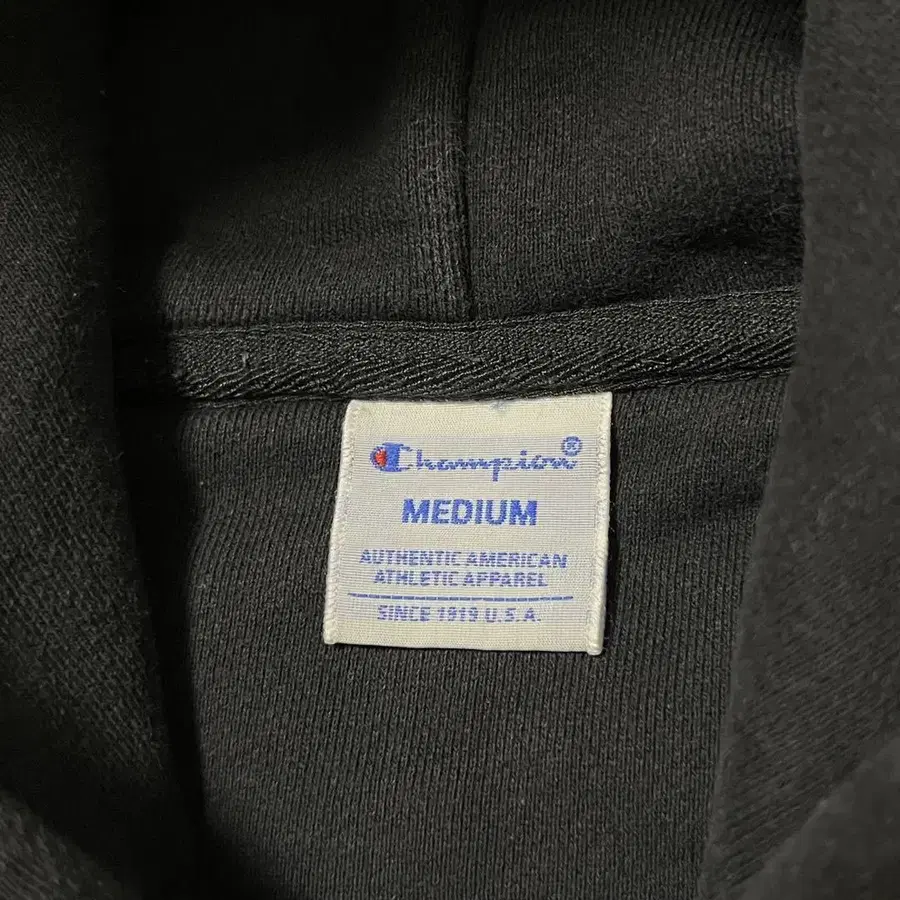 Champion®
MEDIUM
AUTHENTIC AMERICAN
ATHLETIC APPAREL
SINCE 1919 U.S.A.